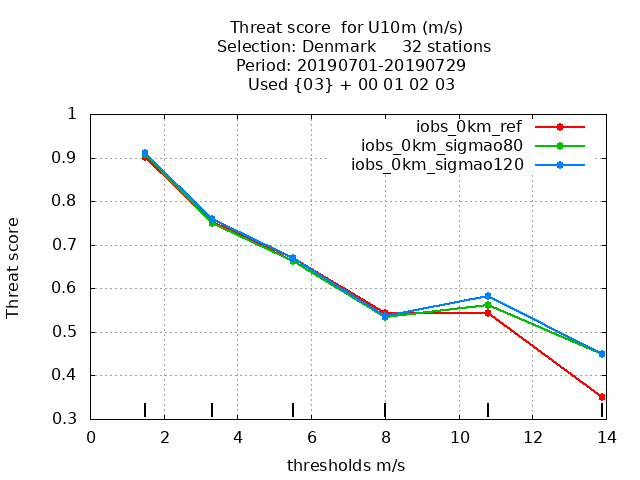 Threat score  for U10m (m/s)
Selection: Denmark     32 stations
Period: 20190701-20190729
Used {03} + 00 01 02 03
iobs_0km_ref
iobs_0km_sigmao80
iobs_0km_sigmao120
Threat score
1
0.9
0.8
0.7
0.6
0.5
0.4
0.3
0 2 4 6 8 10 12 14
thresholds m/s